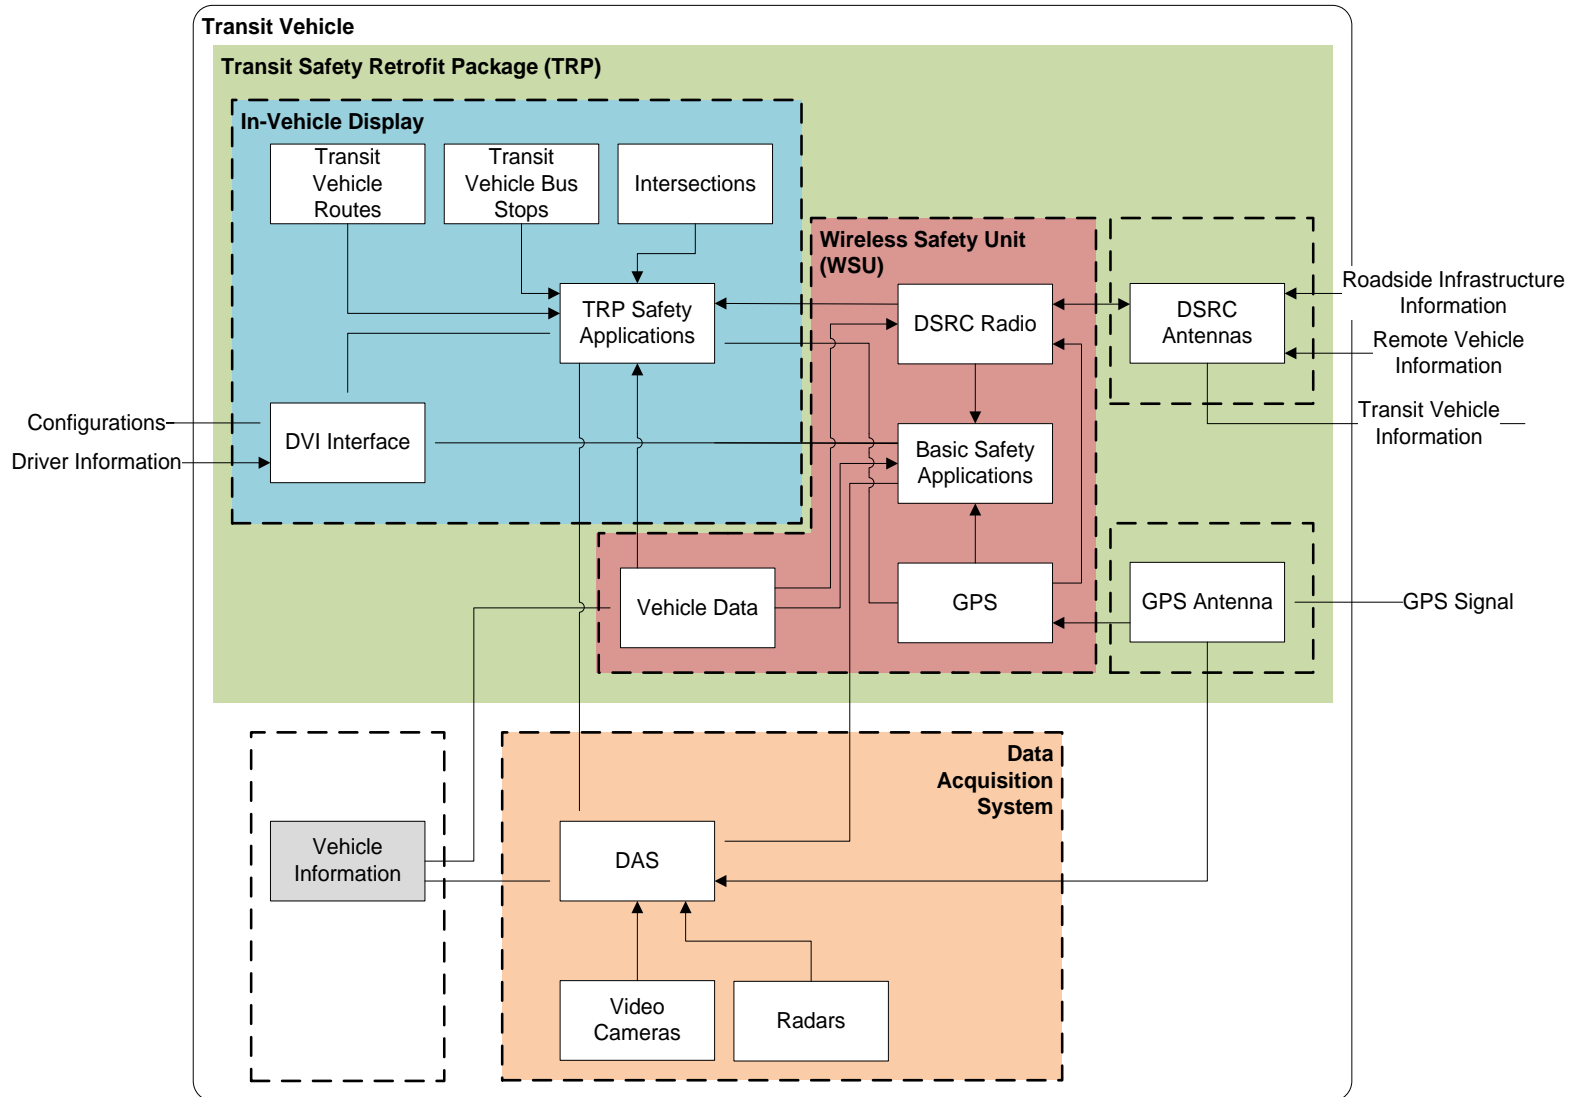 Transit Vehicle
Transit Safety Retrofit Package (TRP)
In-Vehicle Display
Transit
Vehicle
Routes
Transit
Vehicle Bus
Stops
Intersections
Wireless Safety Unit
(WSU)
TRP Safety
Applications
DSRC Radio
DSRC
Antennas
Roadside Infrastructure
Information
Remote Vehicle
Information
Transit Vehicle
Information
Configurations
Driver Information
DVI Interface
Basic Safety
Applications
Vehicle Data
GPS
GPS Antenna
GPS Signal
Data
Acquisition
System
Vehicle
Information
DAS
Video
Cameras
Radars